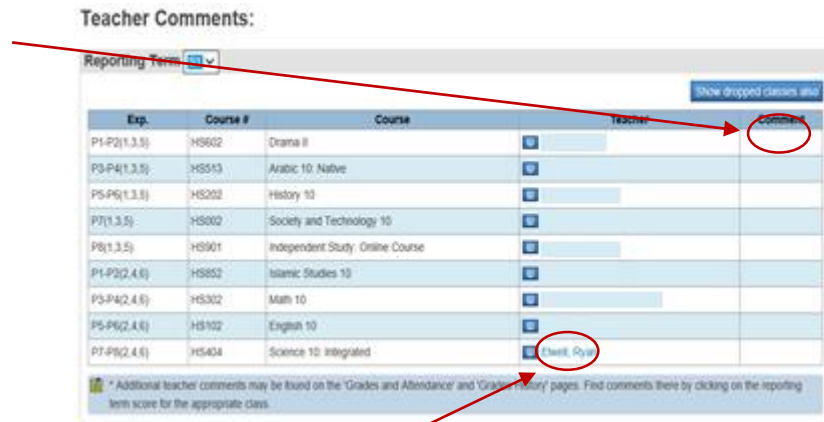 Teacher Comments:
Reporting Term
Show dropped classes also
Exp. Course # Course Teacher Comment
P1-P2(1,3,5) HS602 Drama II
P3-P4(1,3,5) HS513 Arabic 10: Native
P5-P6(1,3,5) HS202 History 10
P7(1,3,5) HS002 Society and Technology 10
P8(1,3,5) HS901 Independent Study: Online Course
P1-P2(2,4,6) HS852 Islamic Studies 10
P3-P4(2,4,6) HS302 Math 10
P5-P6(2,4,6) HS102 English 10
P7-P8(2,4,6) HS404 Science 10: Integrated Elwell, Ryan
* Additional teacher comments may be found on the 'Grades and Attendance' and 'Grades History' pages. Find comments there by clicking on the reporting
term score for the appropriate class.